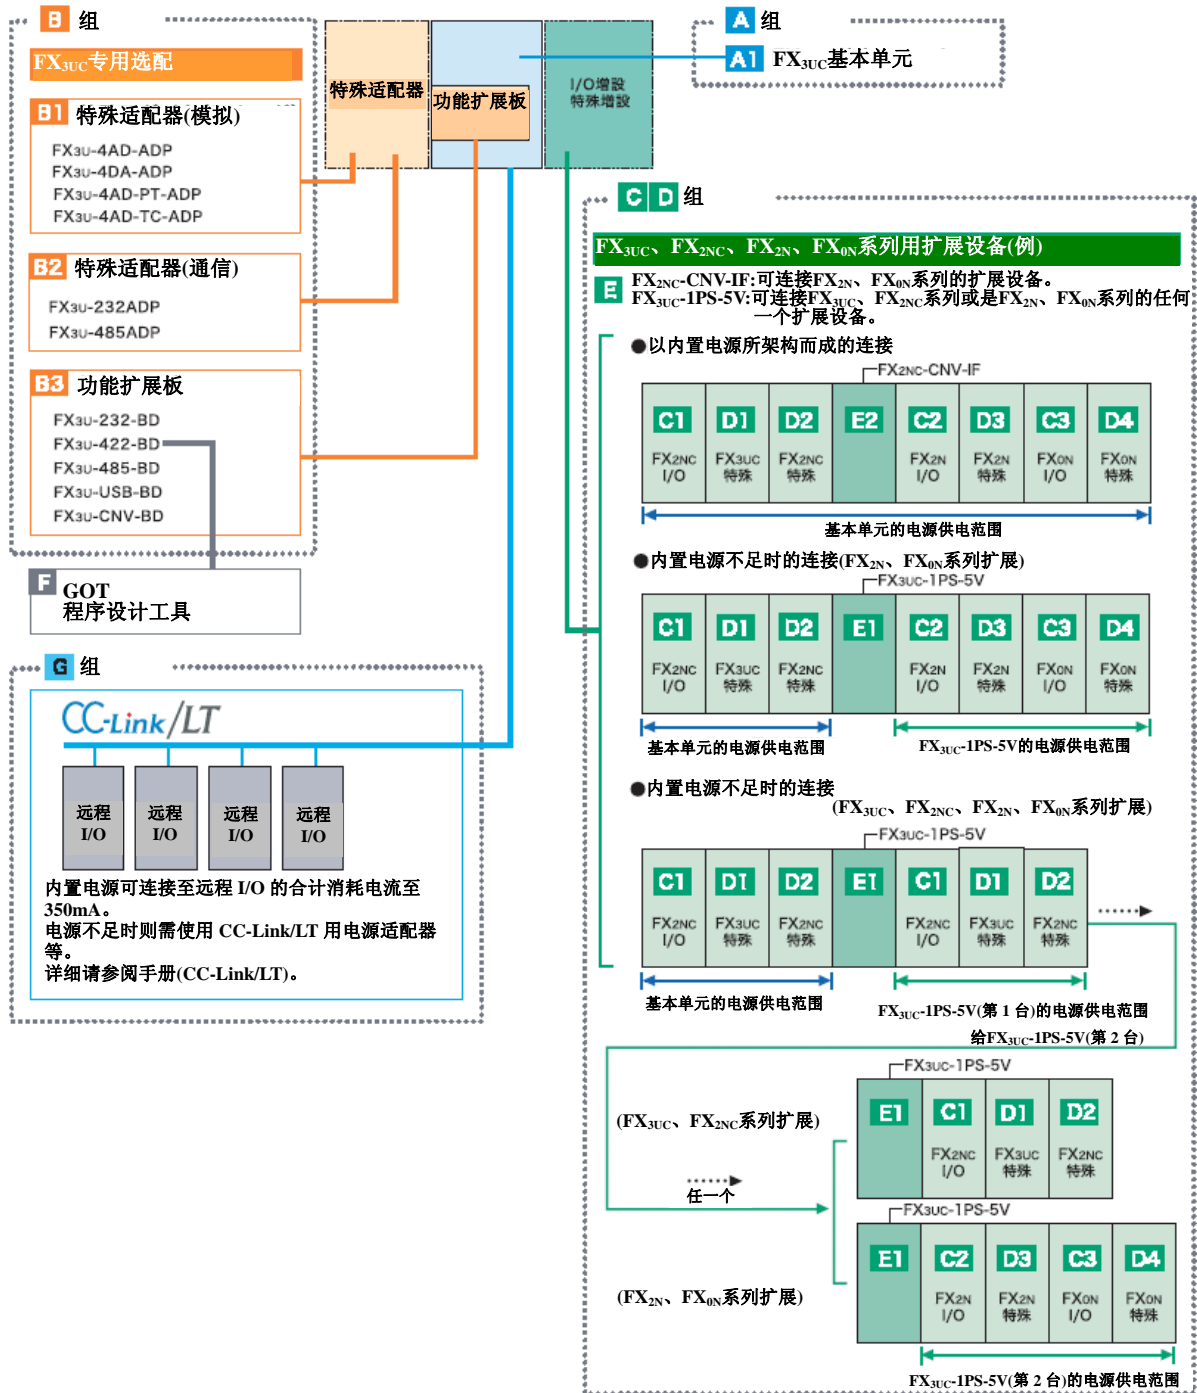 B 组
FX3UC专用选配
B1 特殊适配器(模拟)
FX3U-4AD-ADP
FX3U-4DA-ADP
FX3U-4AD-PT-ADP
FX3U-4AD-TC-ADP
B2 特殊适配器(通信)
FX3U-232ADP
FX3U-485ADP
B3 功能扩展板
FX3U-232-BD
FX3U-422-BD
FX3U-485-BD
FX3U-USB-BD
FX3U-CNV-BD
F GOT
程序设计工具
特殊适配器
功能扩展板
I/O增設
特殊增設
A 组
A1 FX3UC基本单元
G 组
CC-Link/LT
远程 I/O
远程 I/O
远程 I/O
远程 I/O
内置电源可连接至远程 I/O 的合计消耗电流至
350mA。
电源不足时则需使用 CC-Link/LT 用电源适配器
等。
详细请参阅手册(CC-Link/LT)。
C D 组
FX3UC、FX2NC、FX2N、FX0N系列用扩展设备(例)
E FX2NC-CNV-IF:可连接FX2N、FX0N系列的扩展设备。
FX3UC-1PS-5V:可连接FX3UC、FX2NC系列或是FX2N、FX0N系列的任何
一个扩展设备。
●以内置电源所架构而成的连接
FX2NC-CNV-IF
C1 D1 D2 E2 C2 D3 C3 D4
FX2NC FX3UC FX2NC FX2N FX2N FX0N FX0N
I/O 特殊 特殊 I/O 特殊 I/O 特殊
基本单元的电源供电范围
●内置电源不足时的连接(FX2N、FX0N系列扩展)
FX3UC-1PS-5V
C1 D1 D2 E1 C2 D3 C3 D4
FX2NC FX3UC FX2NC FX2N FX2N FX0N FX0N
I/O 特殊 特殊 I/O 特殊 I/O 特殊
基本单元的电源供电范围 FX3UC-1PS-5V的电源供电范围
●内置电源不足时的连接
(FX3UC、FX2NC、FX2N、FX0N系列扩展)
FX3UC-1PS-5V
C1 D1 D2 E1 C1 D1 D2
FX2NC FX3UC FX2NC FX2NC FX3UC FX2NC
I/O 特殊 特殊 I/O 特殊 特殊
基本单元的电源供电范围 FX3UC-1PS-5V(第 1 台)的电源供电范围
给FX3UC-1PS-5V(第 2 台)
FX3UC-1PS-5V
(FX3UC、FX2NC系列扩展)
E1 C1 D1 D2
FX2NC FX3UC FX2NC
I/O 特殊 特殊
任一个
FX3UC-1PS-5V
E1 C2 D3 C3 D4
(FX2N、FX0N系列扩展)
FX2N FX2N FX0N FX0N
I/O 特殊 I/O 特殊
FX3UC-1PS-5V(第 2 台)的电源供电范围